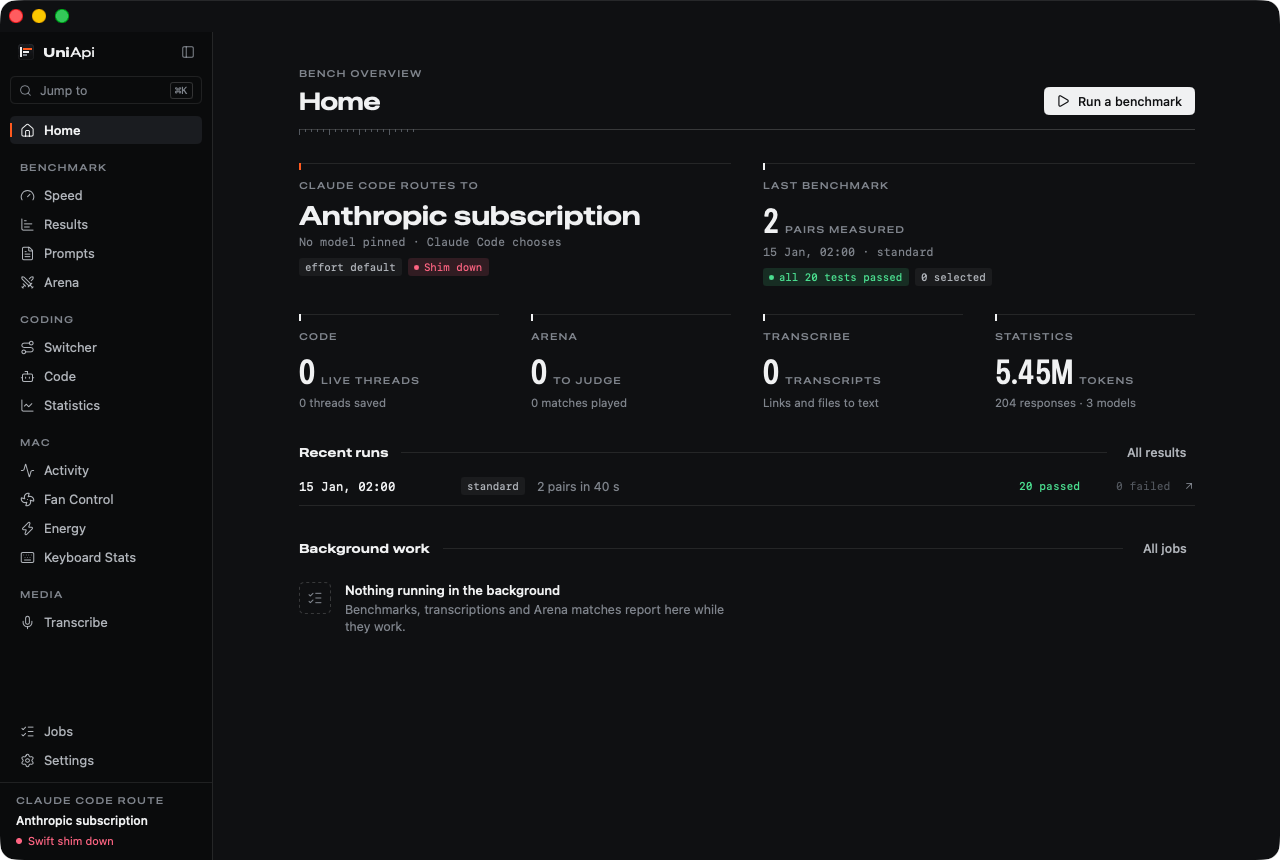 UniApi
Jump to ⌘K
Home
BENCHMARK
Speed
Results
Prompts
Arena
CODING
Switcher
Code
Statistics
MAC
Activity
Fan Control
Energy
Keyboard Stats
MEDIA
Transcribe
Jobs
Settings
CLAUDE CODE ROUTE
Anthropic subscription
Swift shim down
BENCH OVERVIEW
Home
Run a benchmark
CLAUDE CODE ROUTES TO
Anthropic subscription
No model pinned · Claude Code chooses
effort default Shim down
LAST BENCHMARK
2 PAIRS MEASURED
15 Jan, 02:00 · standard
all 20 tests passed 0 selected
CODE
0 LIVE THREADS
0 threads saved
ARENA
0 TO JUDGE
0 matches played
TRANSCRIBE
0 TRANSCRIPTS
Links and files to text
STATISTICS
5.45M TOKENS
204 responses · 3 models
Recent runs All results
15 Jan, 02:00 standard 2 pairs in 40 s 20 passed 0 failed
Background work All jobs
Nothing running in the background
Benchmarks, transcriptions and Arena matches report here while
they work.